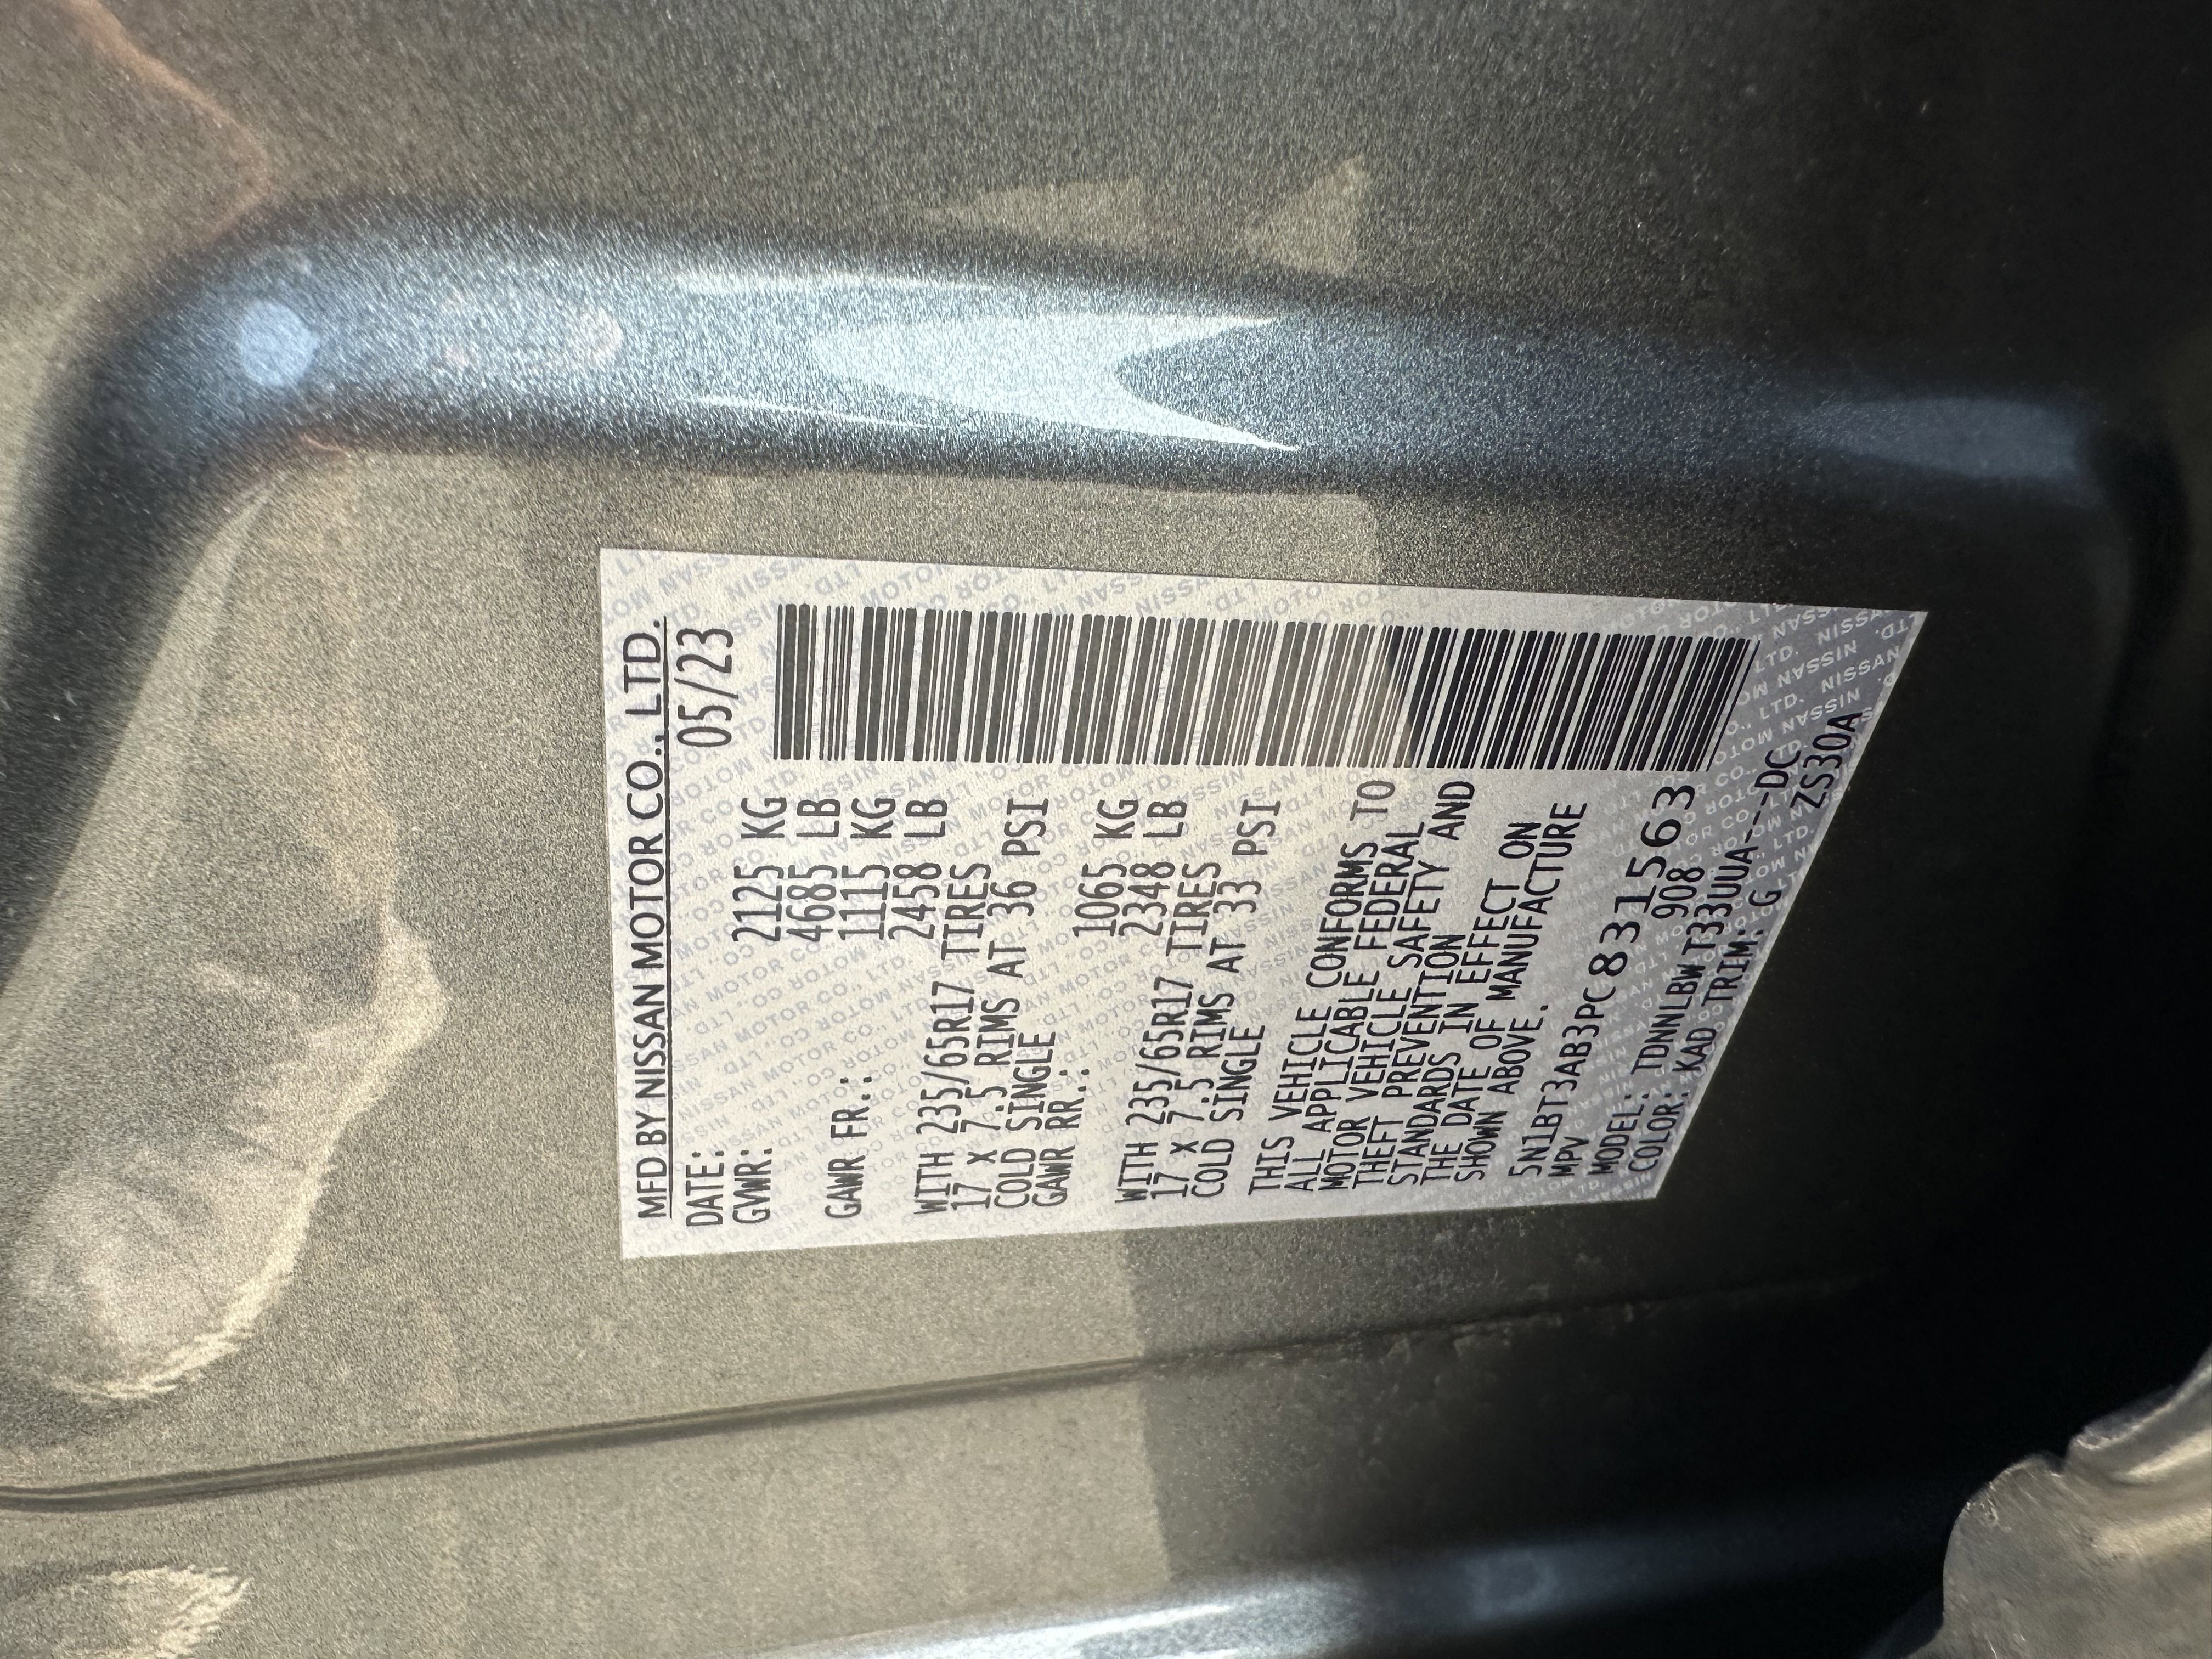 MFD BY NISSAN MOTOR CO., LTD.
DATE: 05/23
GVWR: 2125 KG
4685 LB
GAWR FR.: 1115 KG
2458 LB
WITH 235/65R17 TIRES
17 X 7.5 RIMS AT 36 PSI
COLD SINGLE
GAWR RR.: 1065 KG
2348 LB
WITH 235/65R17 TIRES
17 X 7.5 RIMS AT 33 PSI
COLD SINGLE
THIS VEHICLE CONFORMS TO
ALL APPLICABLE FEDERAL
MOTOR VEHICLE SAFETY AND
THEFT PREVENTION
STANDARDS IN EFFECT ON
THE DATE OF MANUFACTURE
SHOWN ABOVE.
5N1BT3AB3PC831563
MPV 908
MODEL: TDNNLBW T33UUA---DC
COLOR: KAD TRIM: G ZS30A